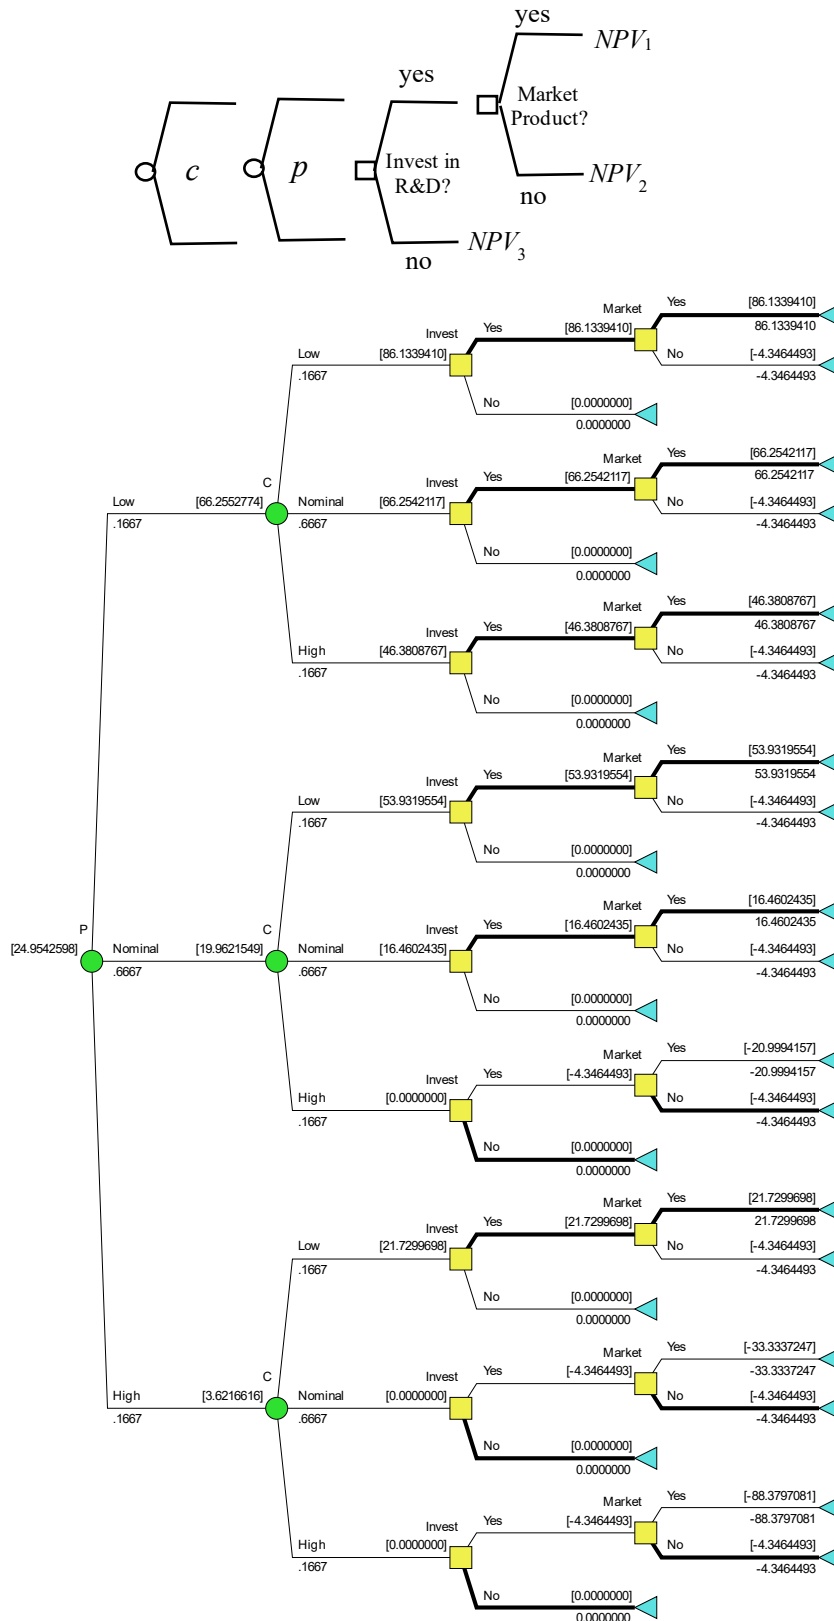 yes
NPV1
yes
Market
Product?
c
p
Invest in
R&D?
NPV2
no
NPV3
no
Market Yes [86.1339410]
86.1339410
Invest Yes [86.1339410]
No [-4.3464493]
-4.3464493
Low [86.1339410]
.1667
No [0.0000000]
0.0000000
Market Yes [66.2542117]
66.2542117
C Invest Yes [66.2542117]
No [-4.3464493]
-4.3464493
Low [66.2552774] Nominal [66.2542117]
.1667 .6667
No [0.0000000]
0.0000000
Market Yes [46.3808767]
46.3808767
Invest Yes [46.3808767]
No [-4.3464493]
-4.3464493
High [46.3808767]
.1667
No [0.0000000]
0.0000000
Market Yes [53.9319554]
53.9319554
Invest Yes [53.9319554]
No [-4.3464493]
-4.3464493
Low [53.9319554]
.1667
No [0.0000000]
0.0000000
Market Yes [16.4602435]
16.4602435
P C Invest Yes [16.4602435]
No [-4.3464493]
-4.3464493
[24.9542598] Nominal [19.9621549] Nominal [16.4602435]
.6667 .6667
No [0.0000000]
0.0000000
Market Yes [-20.9994157]
-20.9994157
Invest Yes [-4.3464493]
No [-4.3464493]
-4.3464493
High [0.0000000]
.1667
No [0.0000000]
0.0000000
Market Yes [21.7299698]
21.7299698
Invest Yes [21.7299698]
No [-4.3464493]
-4.3464493
Low [21.7299698]
.1667
No [0.0000000]
0.0000000
Market Yes [-33.3337247]
-33.3337247
C Invest Yes [-4.3464493]
No [-4.3464493]
-4.3464493
High [3.6216616] Nominal [0.0000000]
.1667 .6667
No [0.0000000]
0.0000000
Market Yes [-88.3797081]
-88.3797081
Invest Yes [-4.3464493]
No [-4.3464493]
-4.3464493
High [0.0000000]
.1667
No [0.0000000]
0.0000000